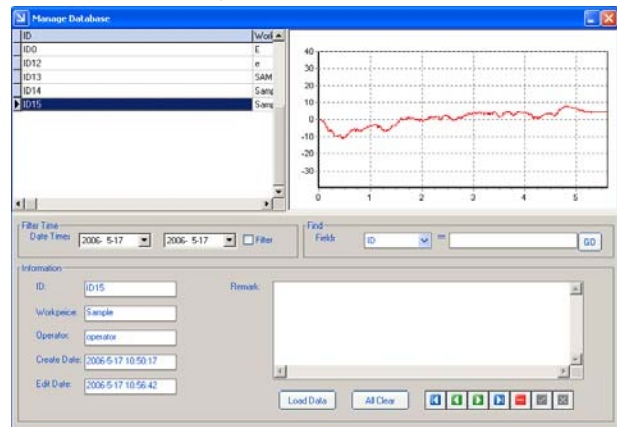 Manage Database
ID Work
ID0 E
ID12 e
ID13 SAM
ID14 Samp
ID15 Samp
40
30
20
10
0
-10
-20
-30
0 1 2 3 4 5
Filter Time
Date Time: 2006- 5-17 2006- 5-17 Filter
Find
Field: ID = GO
Information
ID: ID15
Remark:
Workpeice: Sample
Operator: operator
Create Date: 2006-5-17 10:50:17
Edit Date: 2006-5-17 10:56:42
Load Data All Clear